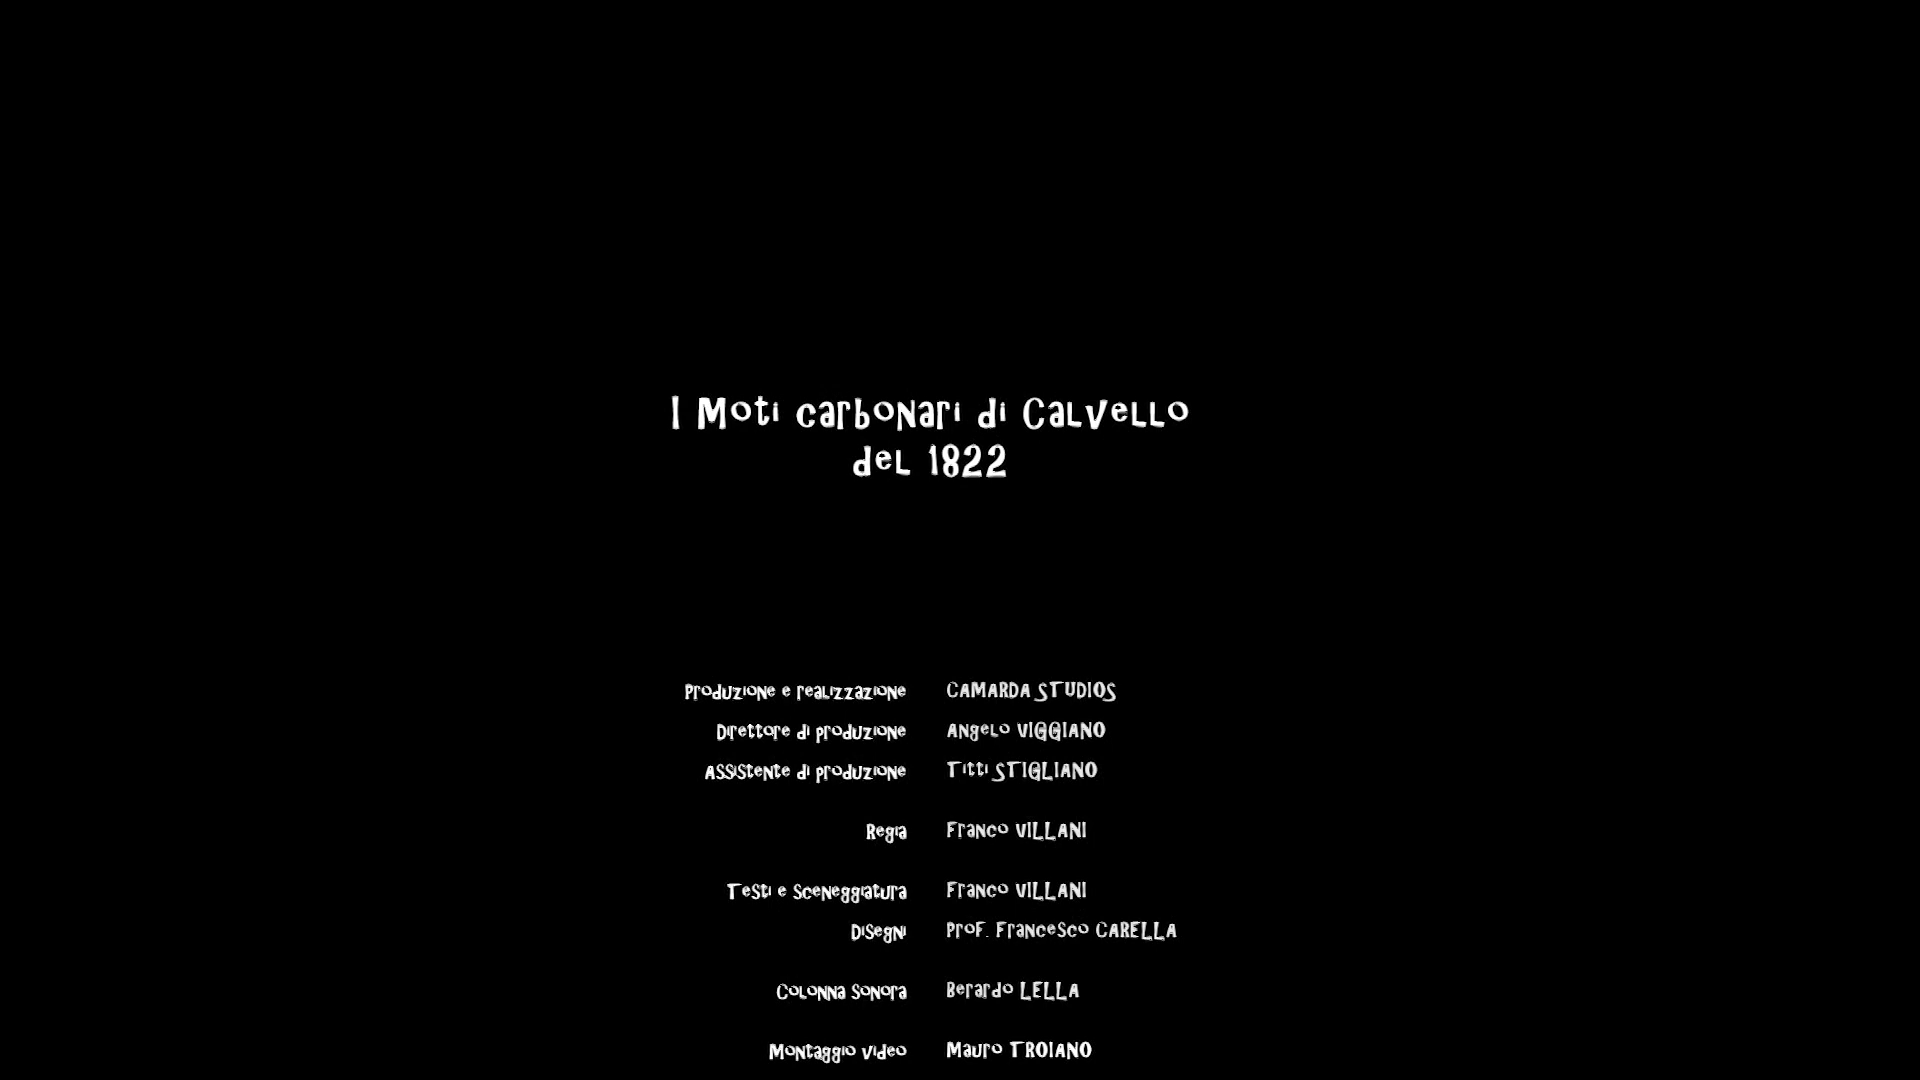 I Moti carbonari di Calvello
del 1822
Produzione e realizzazione CAMARDA STUDIOS
Direttore di produzione Angelo VIGGIANO
Assistente di produzione Titti STIGLIANO
Regia Franco VILLANI
Testi e sceneggiatura Franco VILLANI
Disegni Prof. Francesco CARELLA
Colonna sonora Berardo LELLA
Montaggio video Mauro TROIANO